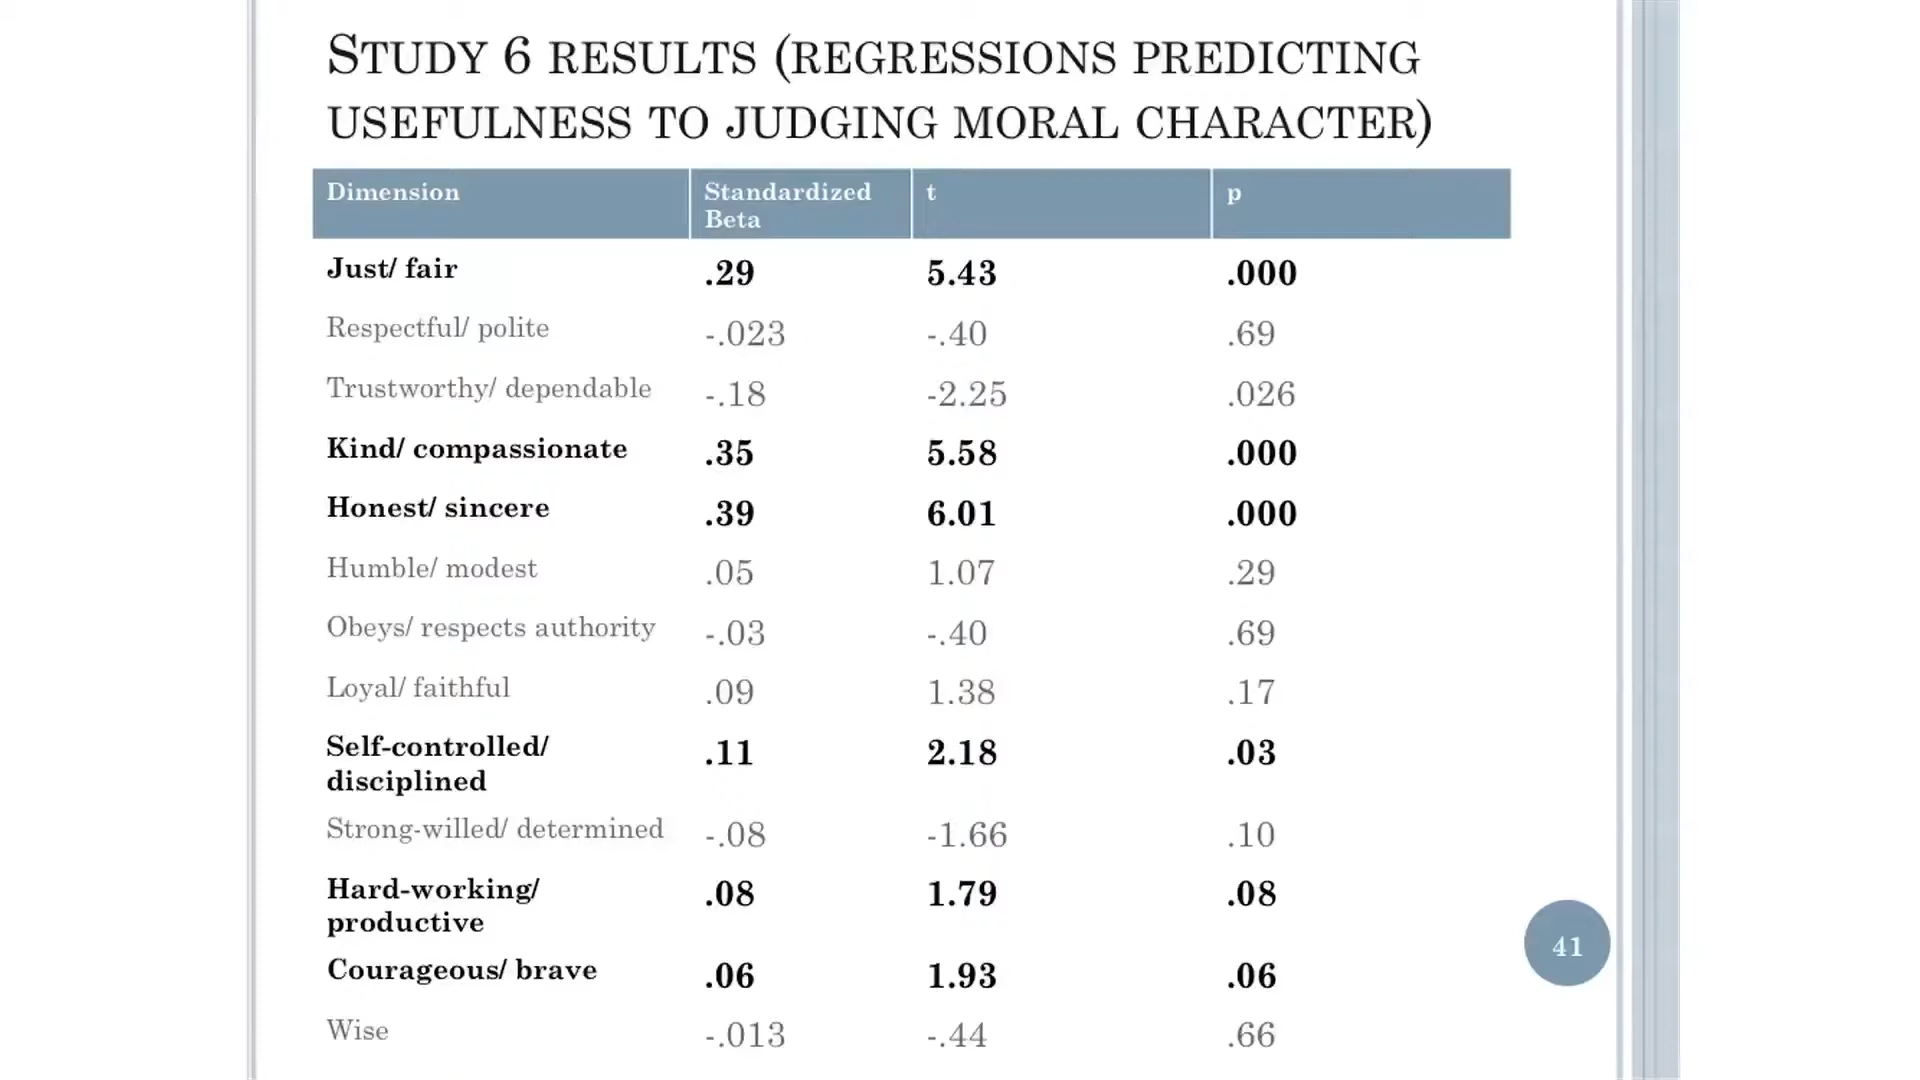 STUDY 6 RESULTS (REGRESSIONS PREDICTING
USEFULNESS TO JUDGING MORAL CHARACTER)
Dimension Standardized Beta t p
Just/ fair .29 5.43 .000
Respectful/ polite -.023 -.40 .69
Trustworthy/ dependable -.18 -2.25 .026
Kind/ compassionate .35 5.58 .000
Honest/ sincere .39 6.01 .000
Humble/ modest .05 1.07 .29
Obeys/ respects authority -.03 -.40 .69
Loyal/ faithful .09 1.38 .17
Self-controlled/ disciplined .11 2.18 .03
Strong-willed/ determined -.08 -1.66 .10
Hard-working/ productive .08 1.79 .08
Courageous/ brave .06 1.93 .06
Wise -.013 -.44 .66
41